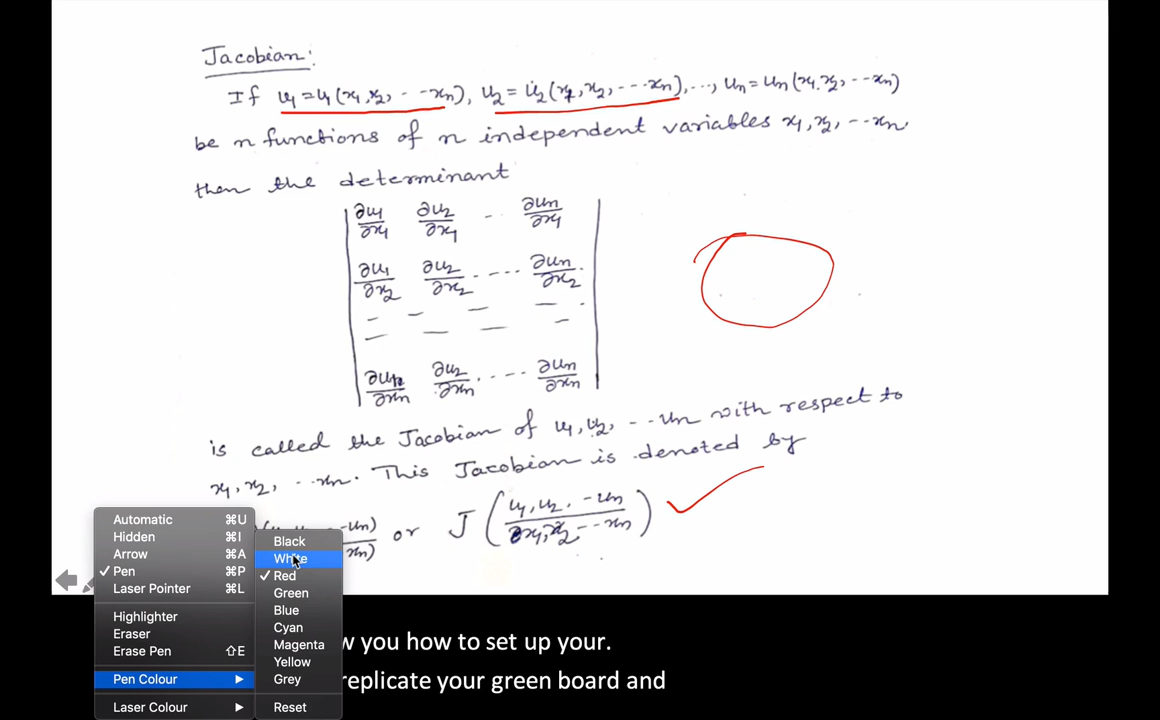 Jacobian:
If u₁ = u₁(x₁,x₂, - - -xₙ), u₂ = u₂(x₁,x₂, - - -xₙ), ..., uₙ = uₙ(x₁,x₂, - - -xₙ)
be n functions of n independent variables x₁, x₂, - -xₙ.
then the determinant
∂u₁/∂x₁ ∂u₂/∂x₁ - - ∂uₙ/∂x₁
∂u₁/∂x₂ ∂u₂/∂x₂ - - - - ∂uₙ/∂x₂
∂u₁/∂xₙ ∂u₂/∂xₙ - - - - ∂uₙ/∂xₙ
is called the Jacobian of u₁, u₂, - - -uₙ with respect to
x₁, x₂, - - -xₙ. This Jacobian is denoted by
-uₙ) / xₙ) or J(u₁, u₂, - -uₙ / x₁, x₂ - - -xₙ)
Automatic ⌘U
Hidden ⌘I
Arrow ⌘A
✓ Pen ⌘P
Laser Pointer ⌘L
Highlighter
Eraser
Erase Pen ⇧E
Pen Colour ▶
Laser Colour ▶
Black
White
✓ Red
Green
Blue
Cyan
Magenta
Yellow
Grey
Reset
w you how to set up your.
replicate your green board and